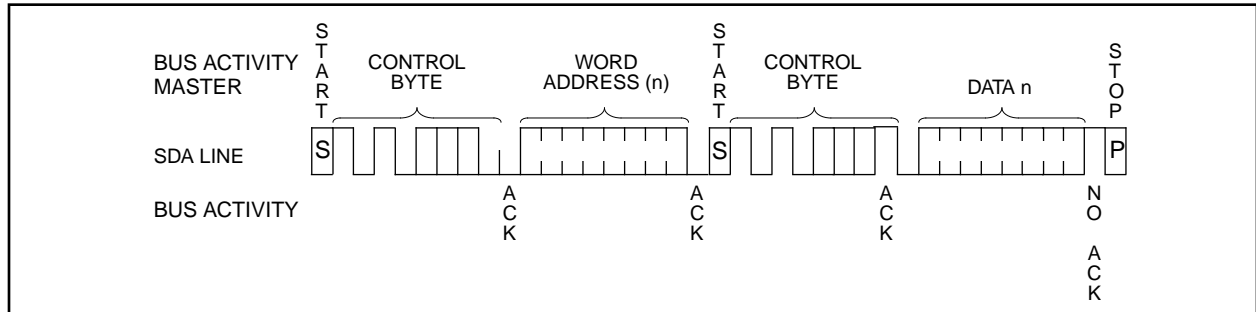 BUS ACTIVITY
MASTER
START
CONTROL
BYTE
WORD
ADDRESS (n)
START
CONTROL
BYTE
DATA n
STOP
SDA LINE
S
S
P
BUS ACTIVITY
ACK
ACK
ACK
NO ACK